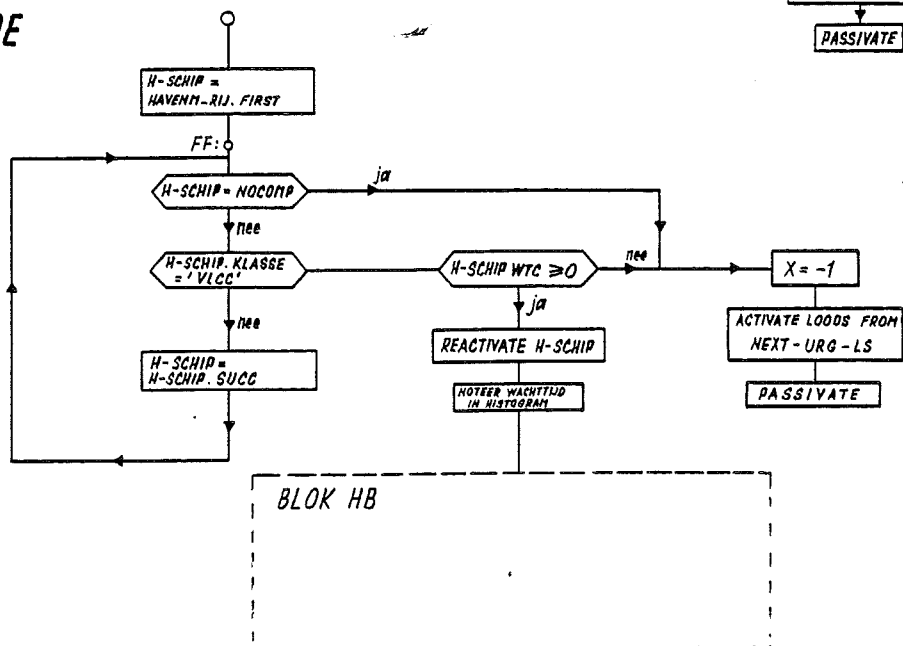 PASSIVATE
H-SCHIP =
HAVENM-RIJ. FIRST
FF:
H-SCHIP = NOCOMP
ja
nee
H-SCHIP. KLASSE
= 'VLCC'
H-SCHIP WTC ≥ 0
nee
X = -1
nee
ja
ACTIVATE LOODS FROM
NEXT-URG-LS
H-SCHIP =
H-SCHIP. SUCC
REACTIVATE H-SCHIP
NOTEER WACHTTIJD
IN HISTOGRAM
PASSIVATE
BLOK HB